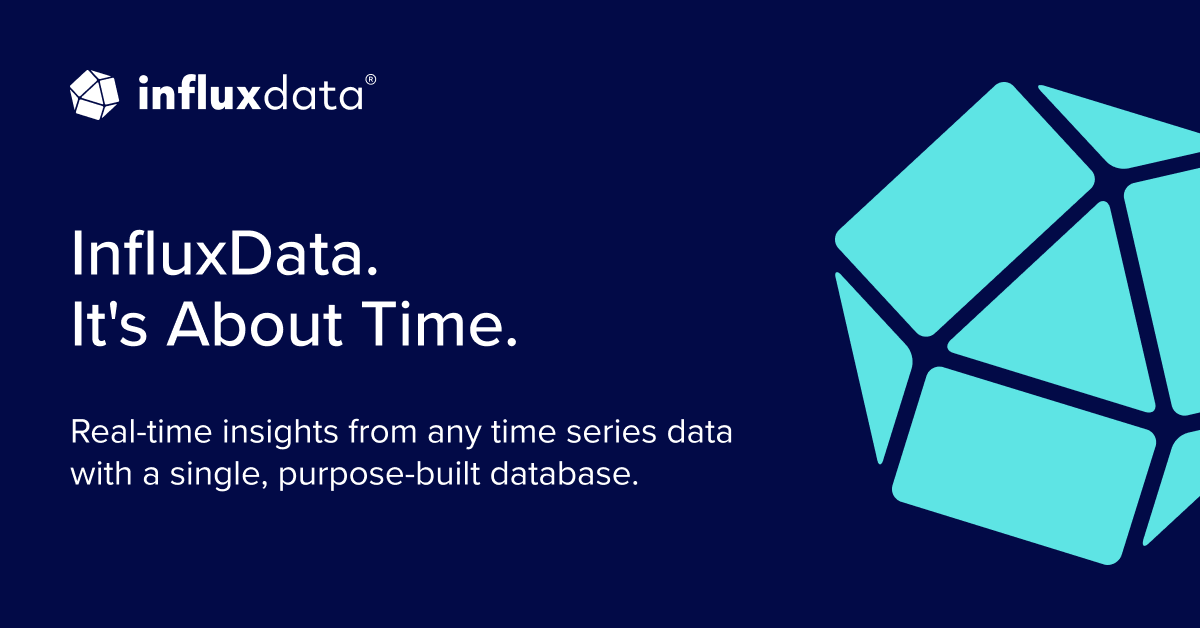 influxdata®
InfluxData.
It's About Time.
Real-time insights from any time series data
with a single, purpose-built database.